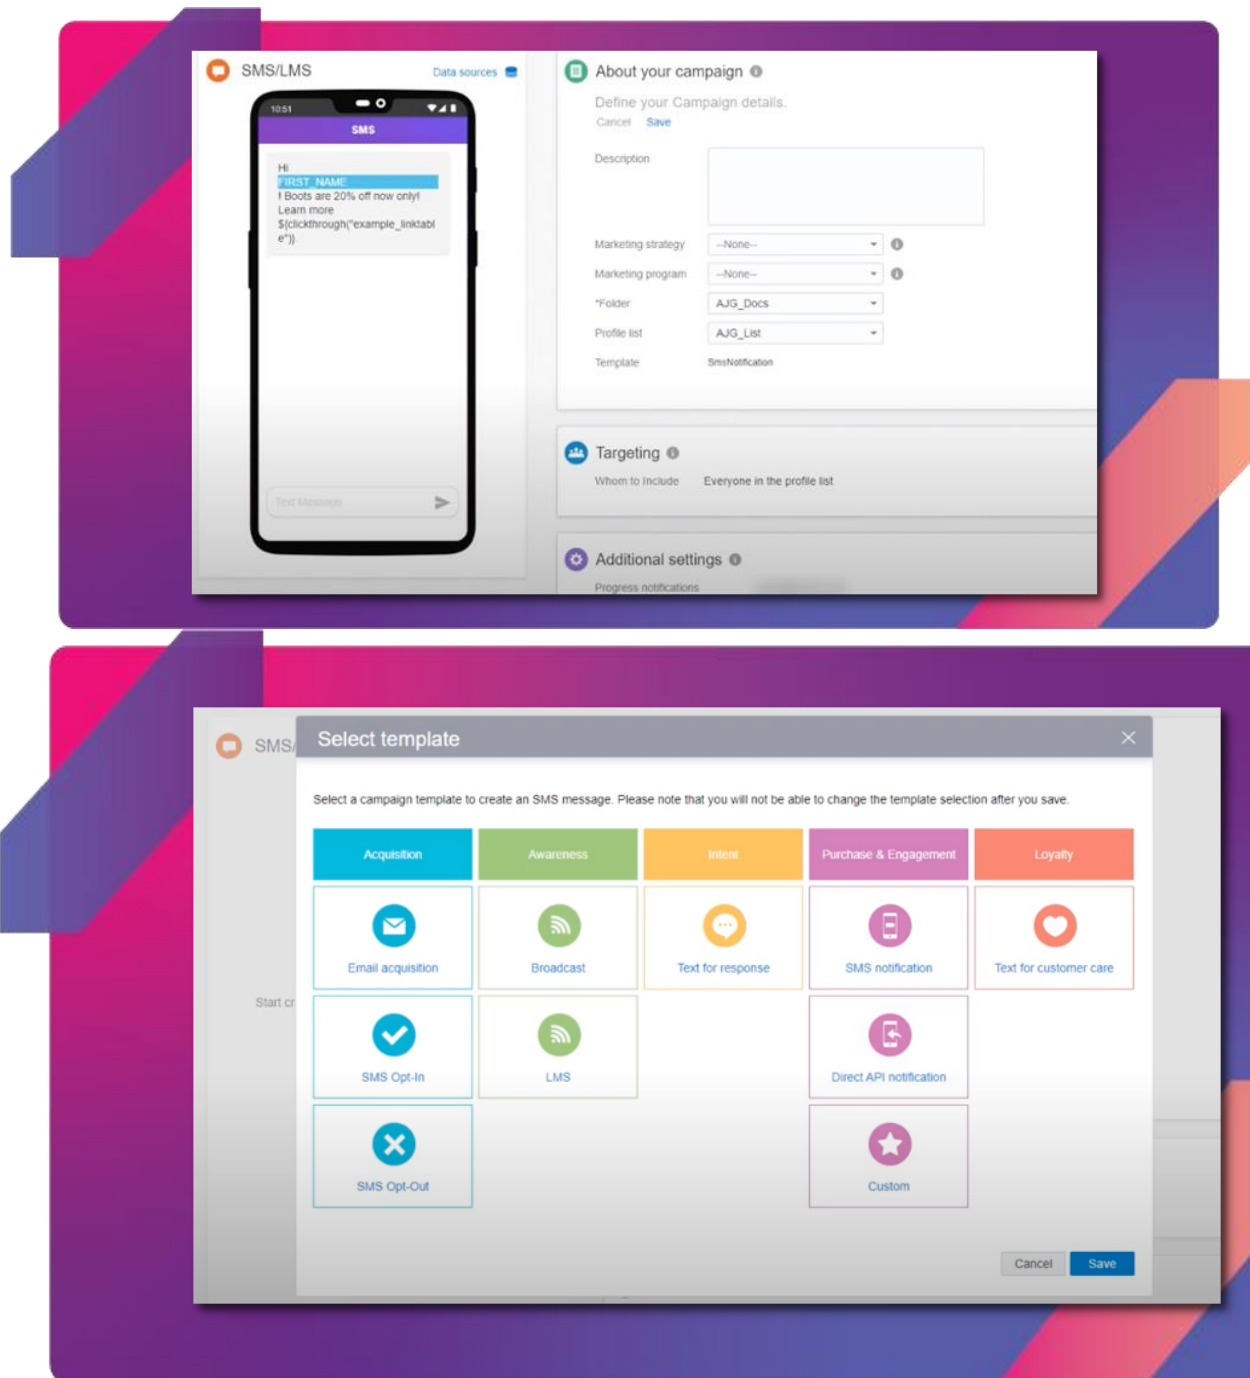 SMS/LMS
Data sources
10:51
SMS
Hi
FIRST_NAME
! Boots are 20% off now only!
Learn more
${clickthrough("example_linktabl
e")}.
Text Message
About your campaign
Define your Campaign details.
Cancel Save
Description
Marketing strategy --None--
Marketing program --None--
*Folder AJG_Docs
Profile list AJG_List
Template SmsNotification
Targeting
Whom to Include Everyone in the profile list
Additional settings
Progress notifications
SMS/
Start cr
Select template
Select a campaign template to create an SMS message. Please note that you will not be able to change the template selection after you save.
Acquisition Awareness Intent Purchase & Engagement Loyalty
Email acquisition Broadcast Text for response SMS notification Text for customer care
SMS Opt-In LMS Direct API notification
SMS Opt-Out Custom
Cancel Save